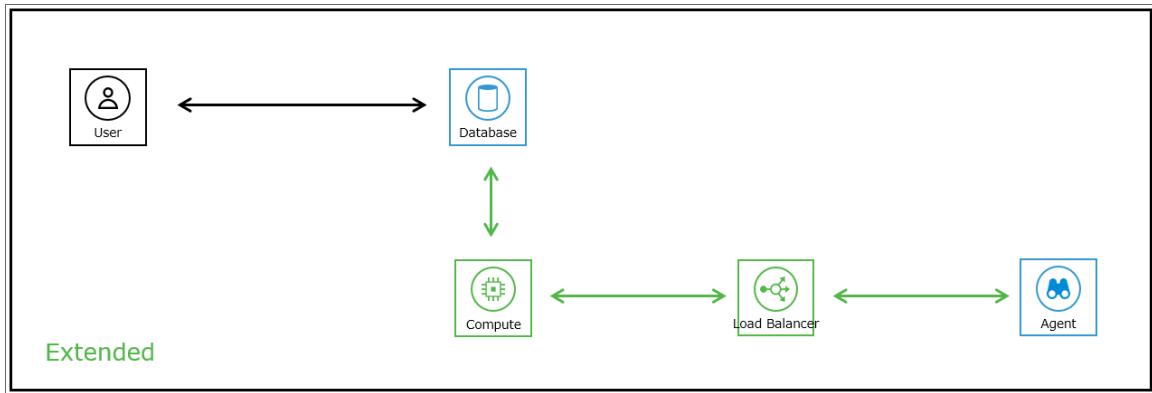 User
Database
Compute
Load Balancer
Agent
Extended